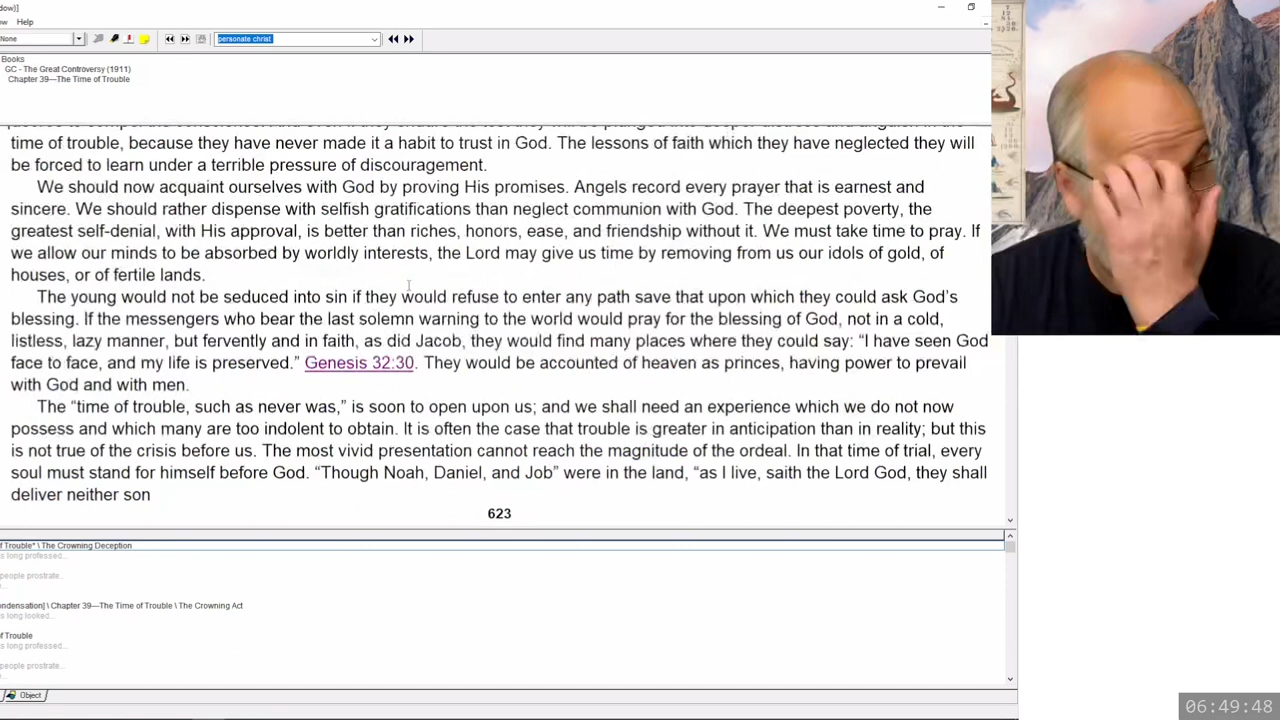 dow)]
ow Help
None
personate christ
Books
GC - The Great Controversy (1911)
Chapter 39—The Time of Trouble
time of trouble, because they have never made it a habit to trust in God. The lessons of faith which they have neglected they will
be forced to learn under a terrible pressure of discouragement.
We should now acquaint ourselves with God by proving His promises. Angels record every prayer that is earnest and
sincere. We should rather dispense with selfish gratifications than neglect communion with God. The deepest poverty, the
greatest self-denial, with His approval, is better than riches, honors, ease, and friendship without it. We must take time to pray. If
we allow our minds to be absorbed by worldly interests, the Lord may give us time by removing from us our idols of gold, of
houses, or of fertile lands.
The young would not be seduced into sin if they would refuse to enter any path save that upon which they could ask God’s
blessing. If the messengers who bear the last solemn warning to the world would pray for the blessing of God, not in a cold,
listless, lazy manner, but fervently and in faith, as did Jacob, they would find many places where they could say: “I have seen God
face to face, and my life is preserved.” Genesis 32:30. They would be accounted of heaven as princes, having power to prevail
with God and with men.
The “time of trouble, such as never was,” is soon to open upon us; and we shall need an experience which we do not now
possess and which many are too indolent to obtain. It is often the case that trouble is greater in anticipation than in reality; but this
is not true of the crisis before us. The most vivid presentation cannot reach the magnitude of the ordeal. In that time of trial, every
soul must stand for himself before God. “Though Noah, Daniel, and Job” were in the land, “as I live, saith the Lord God, they shall
deliver neither son
623
of Trouble* \ The Crowning Deception
s long professed...
people prostrate...
ondensation] \ Chapter 39—The Time of Trouble \ The Crowning Act
s long looked...
of Trouble
s long professed...
people prostrate...
Object
06:49:48